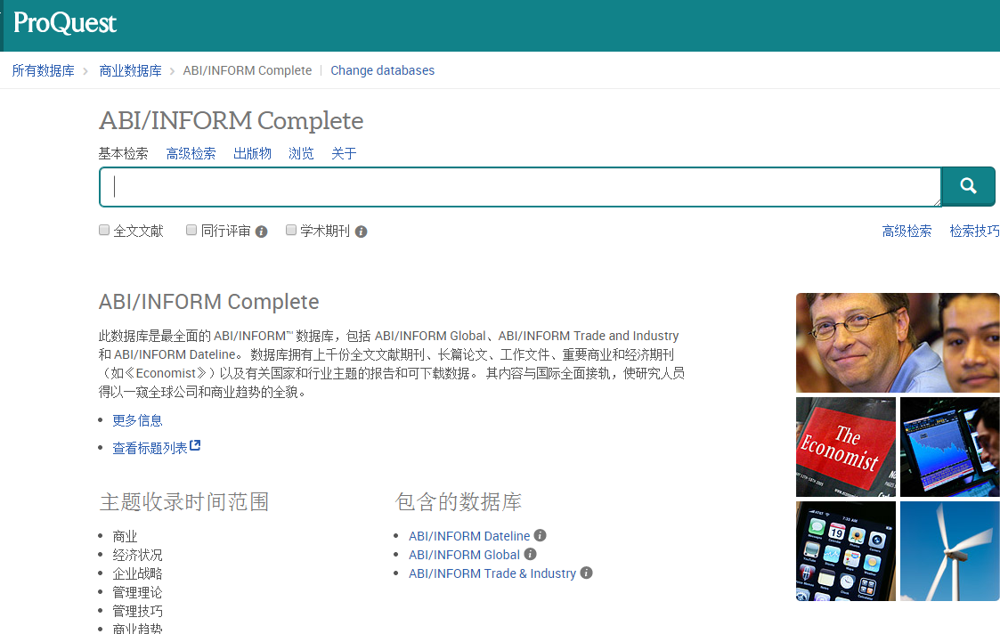 ProQuest
所有数据库 > 商业数据库 > ABI/INFORM Complete | Change databases
ABI/INFORM Complete
基本检索 高级检索 出版物 浏览 关于
全文文献 同行评审 学术期刊 高级检索 检索技巧
ABI/INFORM Complete
此数据库是最全面的 ABI/INFORM™ 数据库，包括 ABI/INFORM Global、ABI/INFORM Trade and Industry
和 ABI/INFORM Dateline。 数据库拥有上千份全文文献期刊、长篇论文、工作文件、重要商业和经济期刊
（如《Economist》）以及有关国家和行业主题的报告和可下载数据。 其内容与国际全面接轨，使研究人员
得以一窥全球公司和商业趋势的全貌。
更多信息
查看标题列表
The
Economist
主题收录时间范围
商业
经济状况
企业战略
管理理论
管理技巧
商业趋势
包含的数据库
ABI/INFORM Dateline
ABI/INFORM Global
ABI/INFORM Trade & Industry